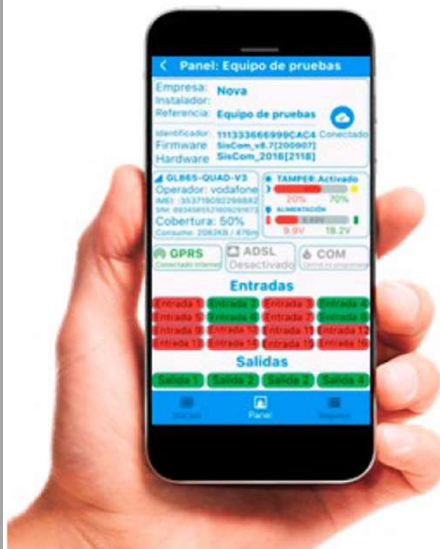 Panel: Equipo de pruebas
Empresa: Nova
Instalador:
Referencia: Equipo de pruebas
Identificador: 111333666999CAC4 Conectado
Firmware SisCom_v8.7[200907]
Hardware SisCom_2018[2118]
GL865-QUAD-V3
Operador: vodafone
Cobertura: 50%
TAMPER:Activado
20% 70%
ALIMENTACIÓN
9.9V 18.2V
GPRS
Conectado Internet
ADSL
Desactivado
COM
Entradas
Entrada 1 Entrada 2 Entrada 3 Entrada 4
Entrada 5 Entrada 6 Entrada 7 Entrada 8
Entrada 9 Entrada 10 Entrada 11 Entrada 12
Entrada 13 Entrada 14 Entrada 15 Entrada 16
Salidas
Salida 1 Salida 2 Salida 2 Salida 4
Panel